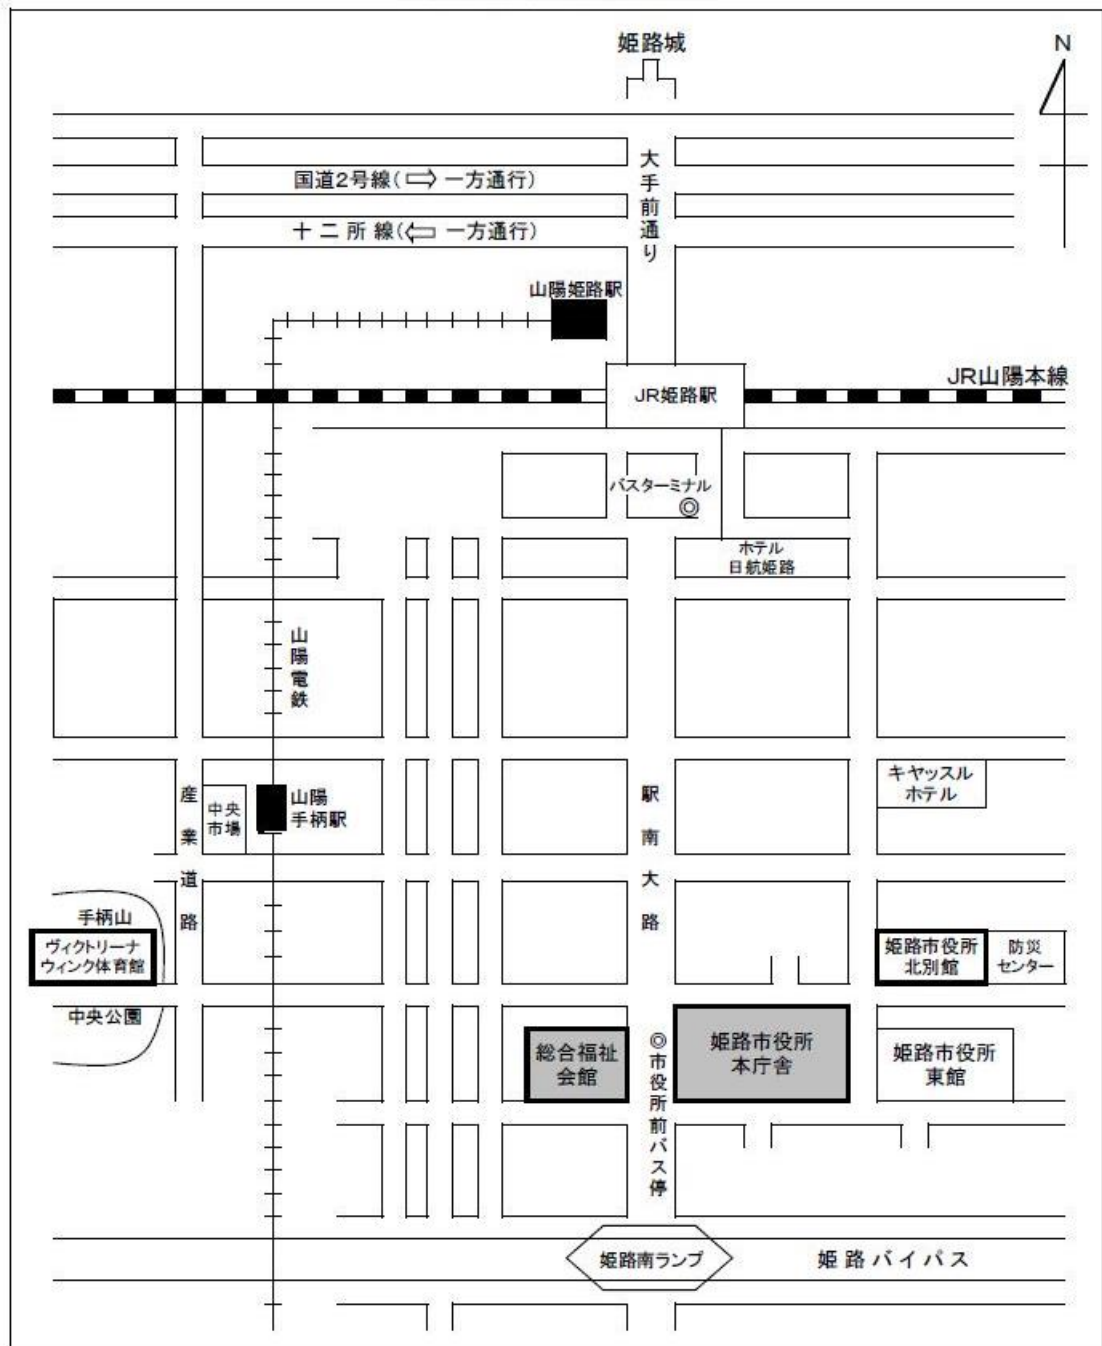 姫路城
N
大手前通り
国道2号線(⇨ 一方通行)
十二所線(⇦ 一方通行)
山陽姫路駅
JR山陽本線
JR姫路駅
バスターミナル
◎
ホテル
日航姫路
山陽電鉄
キャッスル
ホテル
産業道路
中央
市場
山陽
手柄駅
駅南大路
手柄山
ヴィクトリーナ
ウィンク体育館
姫路市役所
北別館
防災
センター
中央公園
総合福祉
会館
◎市役所前バス停
姫路市役所
本庁舎
姫路市役所
東館
姫路南ランプ
姫路バイパス